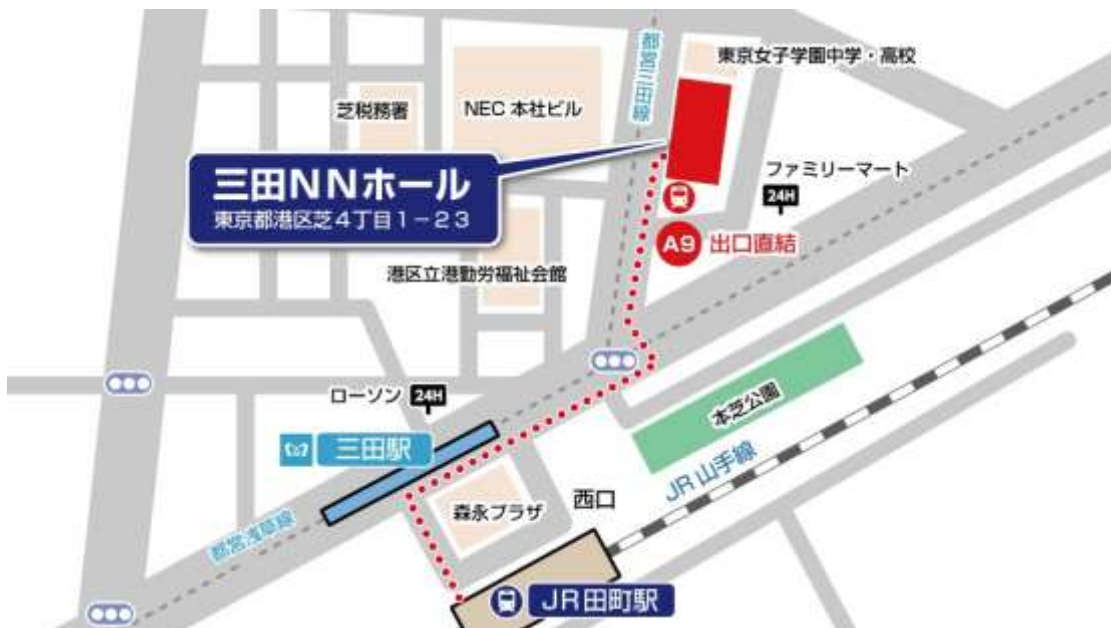 都営三田線
東京女子学園中学・高校
芝税務署
NEC 本社ビル
三田NNホール
東京都港区芝4丁目1-23
ファミリーマート
24H
A9 出口直結
港区立港勤労福祉会館
ローソン 24H
三田駅
本芝公園
JR山手線
西口
森永プラザ
都営浅草線
JR田町駅